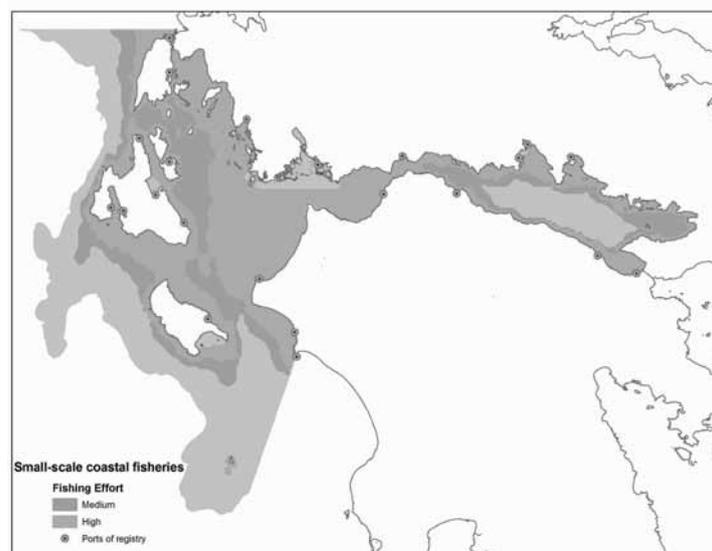 Small-scale coastal fisheries
Fishing Effort
Medium
High
Ports of registry